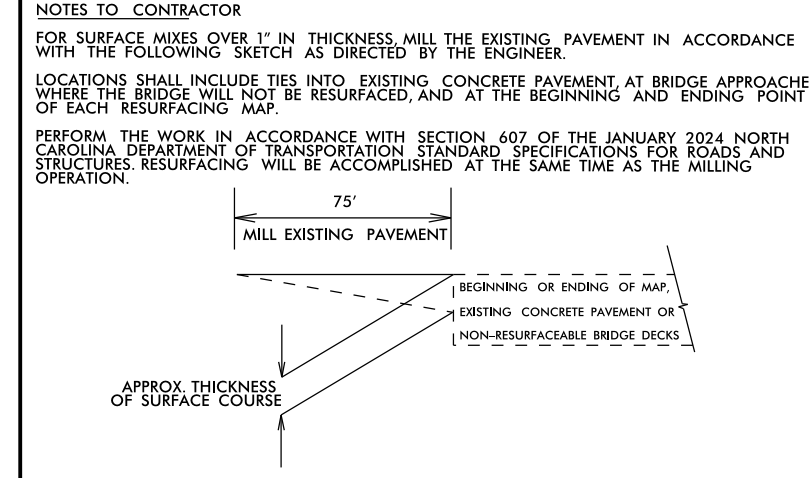 NOTES TO CONTRACTOR
FOR SURFACE MIXES OVER 1" IN THICKNESS, MILL THE EXISTING PAVEMENT IN ACCORDANCE
WITH THE FOLLOWING SKETCH AS DIRECTED BY THE ENGINEER.
LOCATIONS SHALL INCLUDE TIES INTO EXISTING CONCRETE PAVEMENT, AT BRIDGE APPROACHE
WHERE THE BRIDGE WILL NOT BE RESURFACED, AND AT THE BEGINNING AND ENDING POINT
OF EACH RESURFACING MAP.
PERFORM THE WORK IN ACCORDANCE WITH SECTION 607 OF THE JANUARY 2024 NORTH
CAROLINA DEPARTMENT OF TRANSPORTATION STANDARD SPECIFICATIONS FOR ROADS AND
STRUCTURES. RESURFACING WILL BE ACCOMPLISHED AT THE SAME TIME AS THE MILLING
OPERATION.
75'
MILL EXISTING PAVEMENT
BEGINNING OR ENDING OF MAP,
EXISTING CONCRETE PAVEMENT OR
NON-RESURFACEABLE BRIDGE DECKS
APPROX. THICKNESS
OF SURFACE COURSE